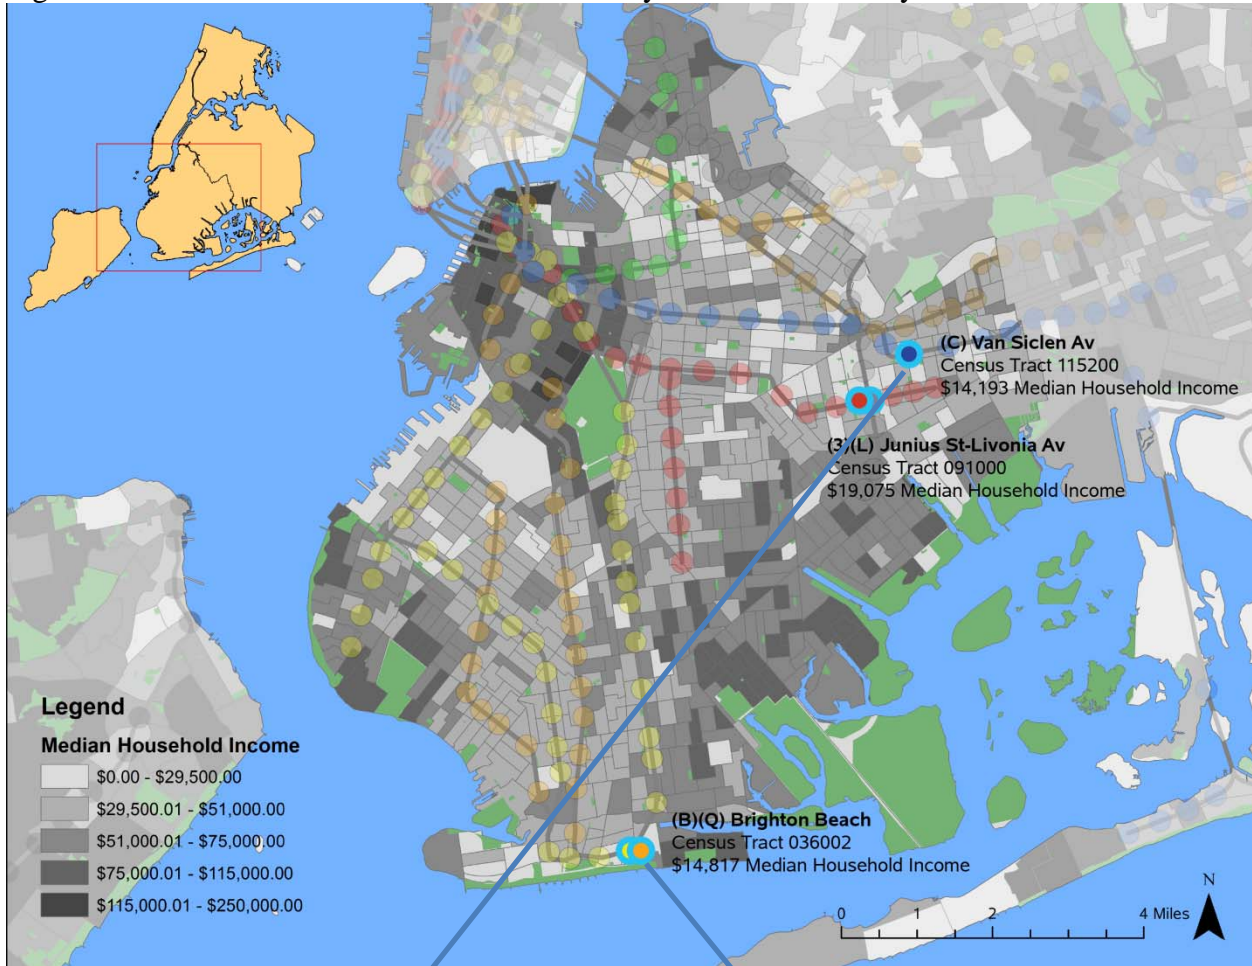 (C) Van Siclen Av
Census Tract 115200
$14,193 Median Household Income
(3)(L) Junius St-Livonia Av
Census Tract 091000
$19,075 Median Household Income
Legend
Median Household Income
$0.00 - $29,500.00
$29,500.01 - $51,000.00
$51,000.01 - $75,000.00
$75,000.01 - $115,000.00
$115,000.01 - $250,000.00
(B)(Q) Brighton Beach
Census Tract 036002
$14,817 Median Household Income
N
0 1 2 4 Miles